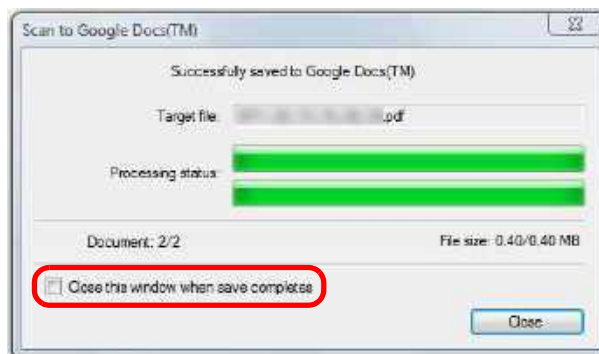 Scan to Google Docs(TM)
Successfully saved to Google Docs(TM)
Target file: .pdf
Processing status:
Document: 2/2 File size: 0.40/0.40 MB
Close this window when save completes
Close